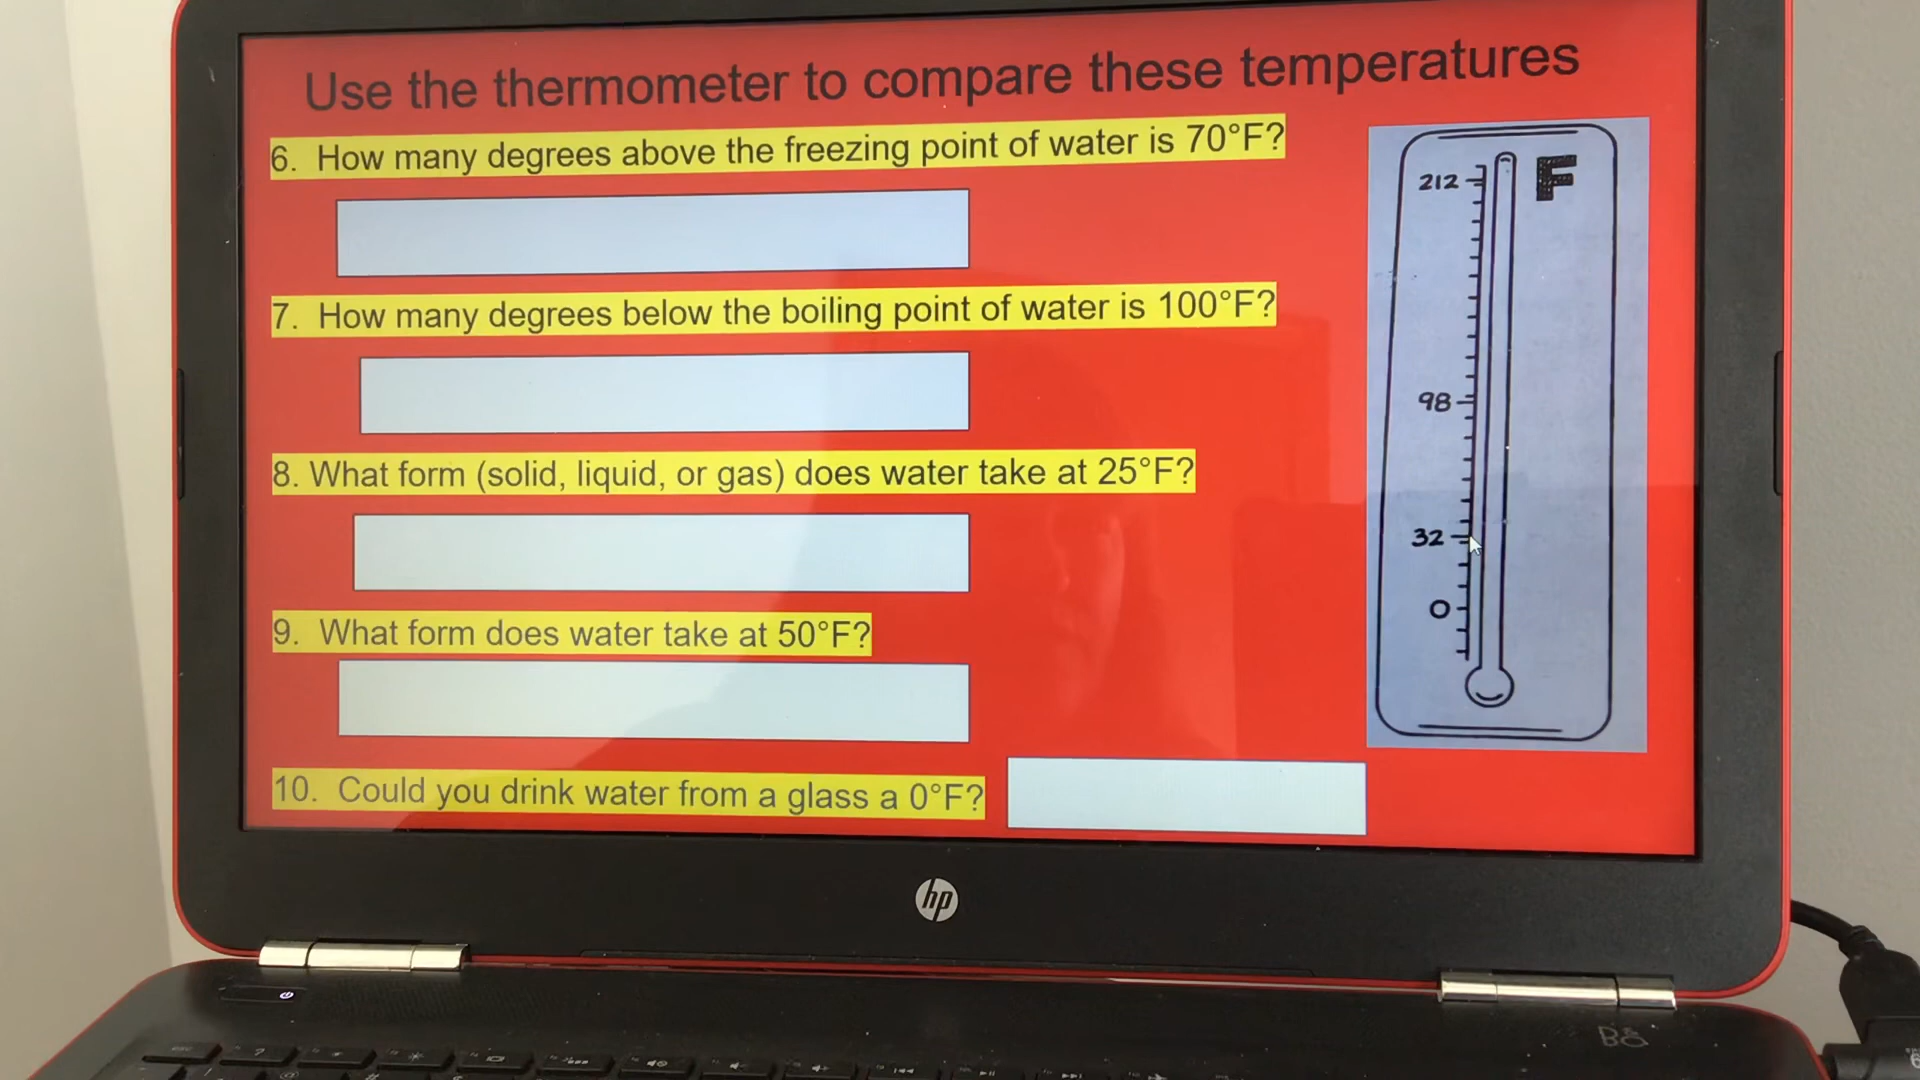 Use the thermometer to compare these temperatures
6. How many degrees above the freezing point of water is 70°F?
7. How many degrees below the boiling point of water is 100°F?
8. What form (solid, liquid, or gas) does water take at 25°F?
9. What form does water take at 50°F?
10. Could you drink water from a glass a 0°F?
F
212
98
32
0
hp